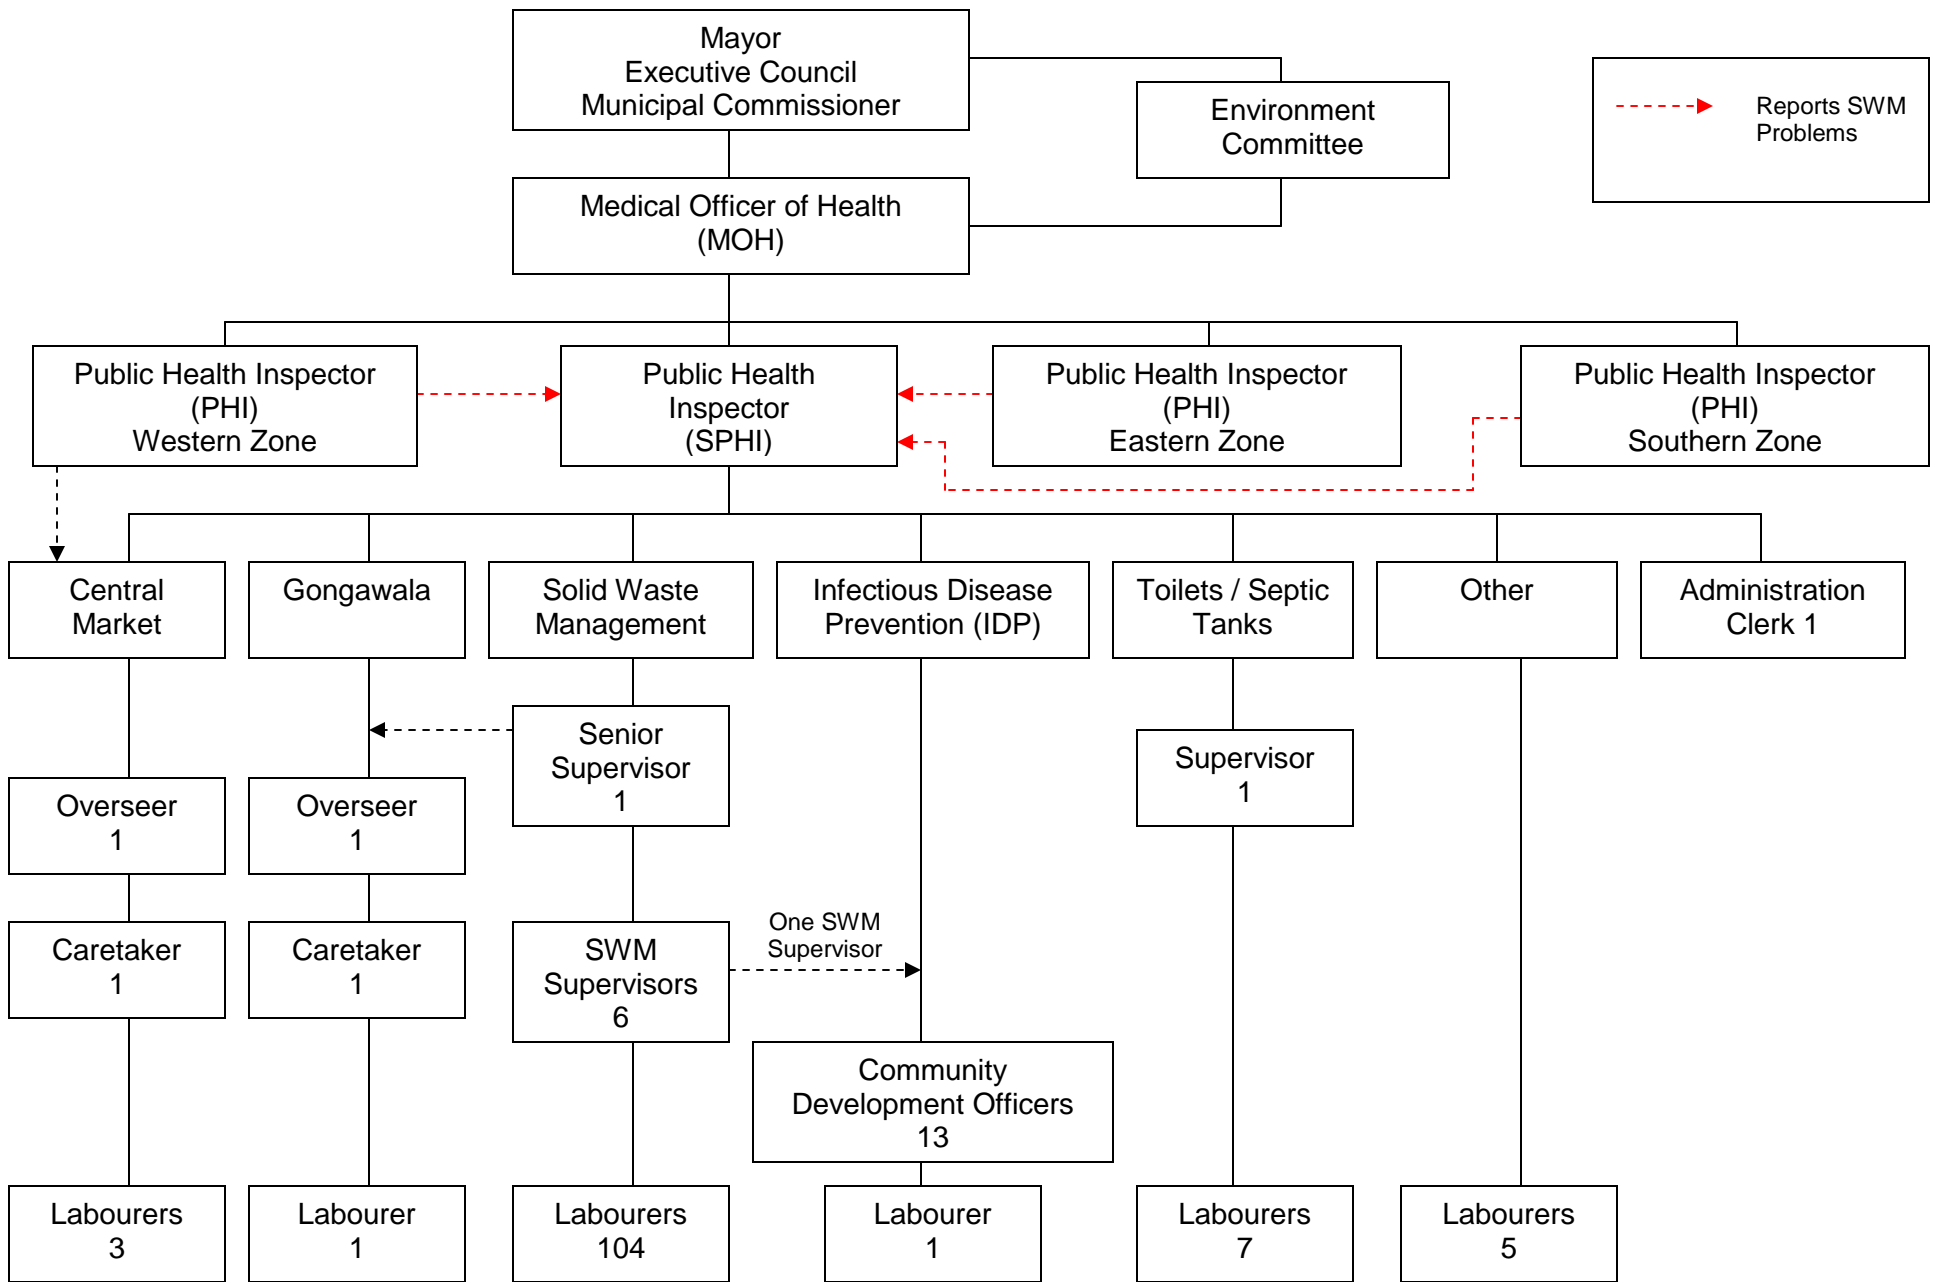 Mayor
Executive Council
Municipal Commissioner
Environment
Committee
Reports SWM
Problems
Medical Officer of Health
(MOH)
Public Health Inspector
(PHI)
Western Zone
Public Health
Inspector
(SPHI)
Public Health Inspector
(PHI)
Eastern Zone
Public Health Inspector
(PHI)
Southern Zone
Central
Market
Gongawala
Solid Waste
Management
Infectious Disease
Prevention (IDP)
Toilets / Septic
Tanks
Other
Administration
Clerk 1
Senior
Supervisor
1
Supervisor
1
Overseer
1
Overseer
1
Caretaker
1
Caretaker
1
SWM
Supervisors
6
One SWM
Supervisor
Community
Development Officers
13
Labourers
3
Labourer
1
Labourers
104
Labourer
1
Labourers
7
Labourers
5